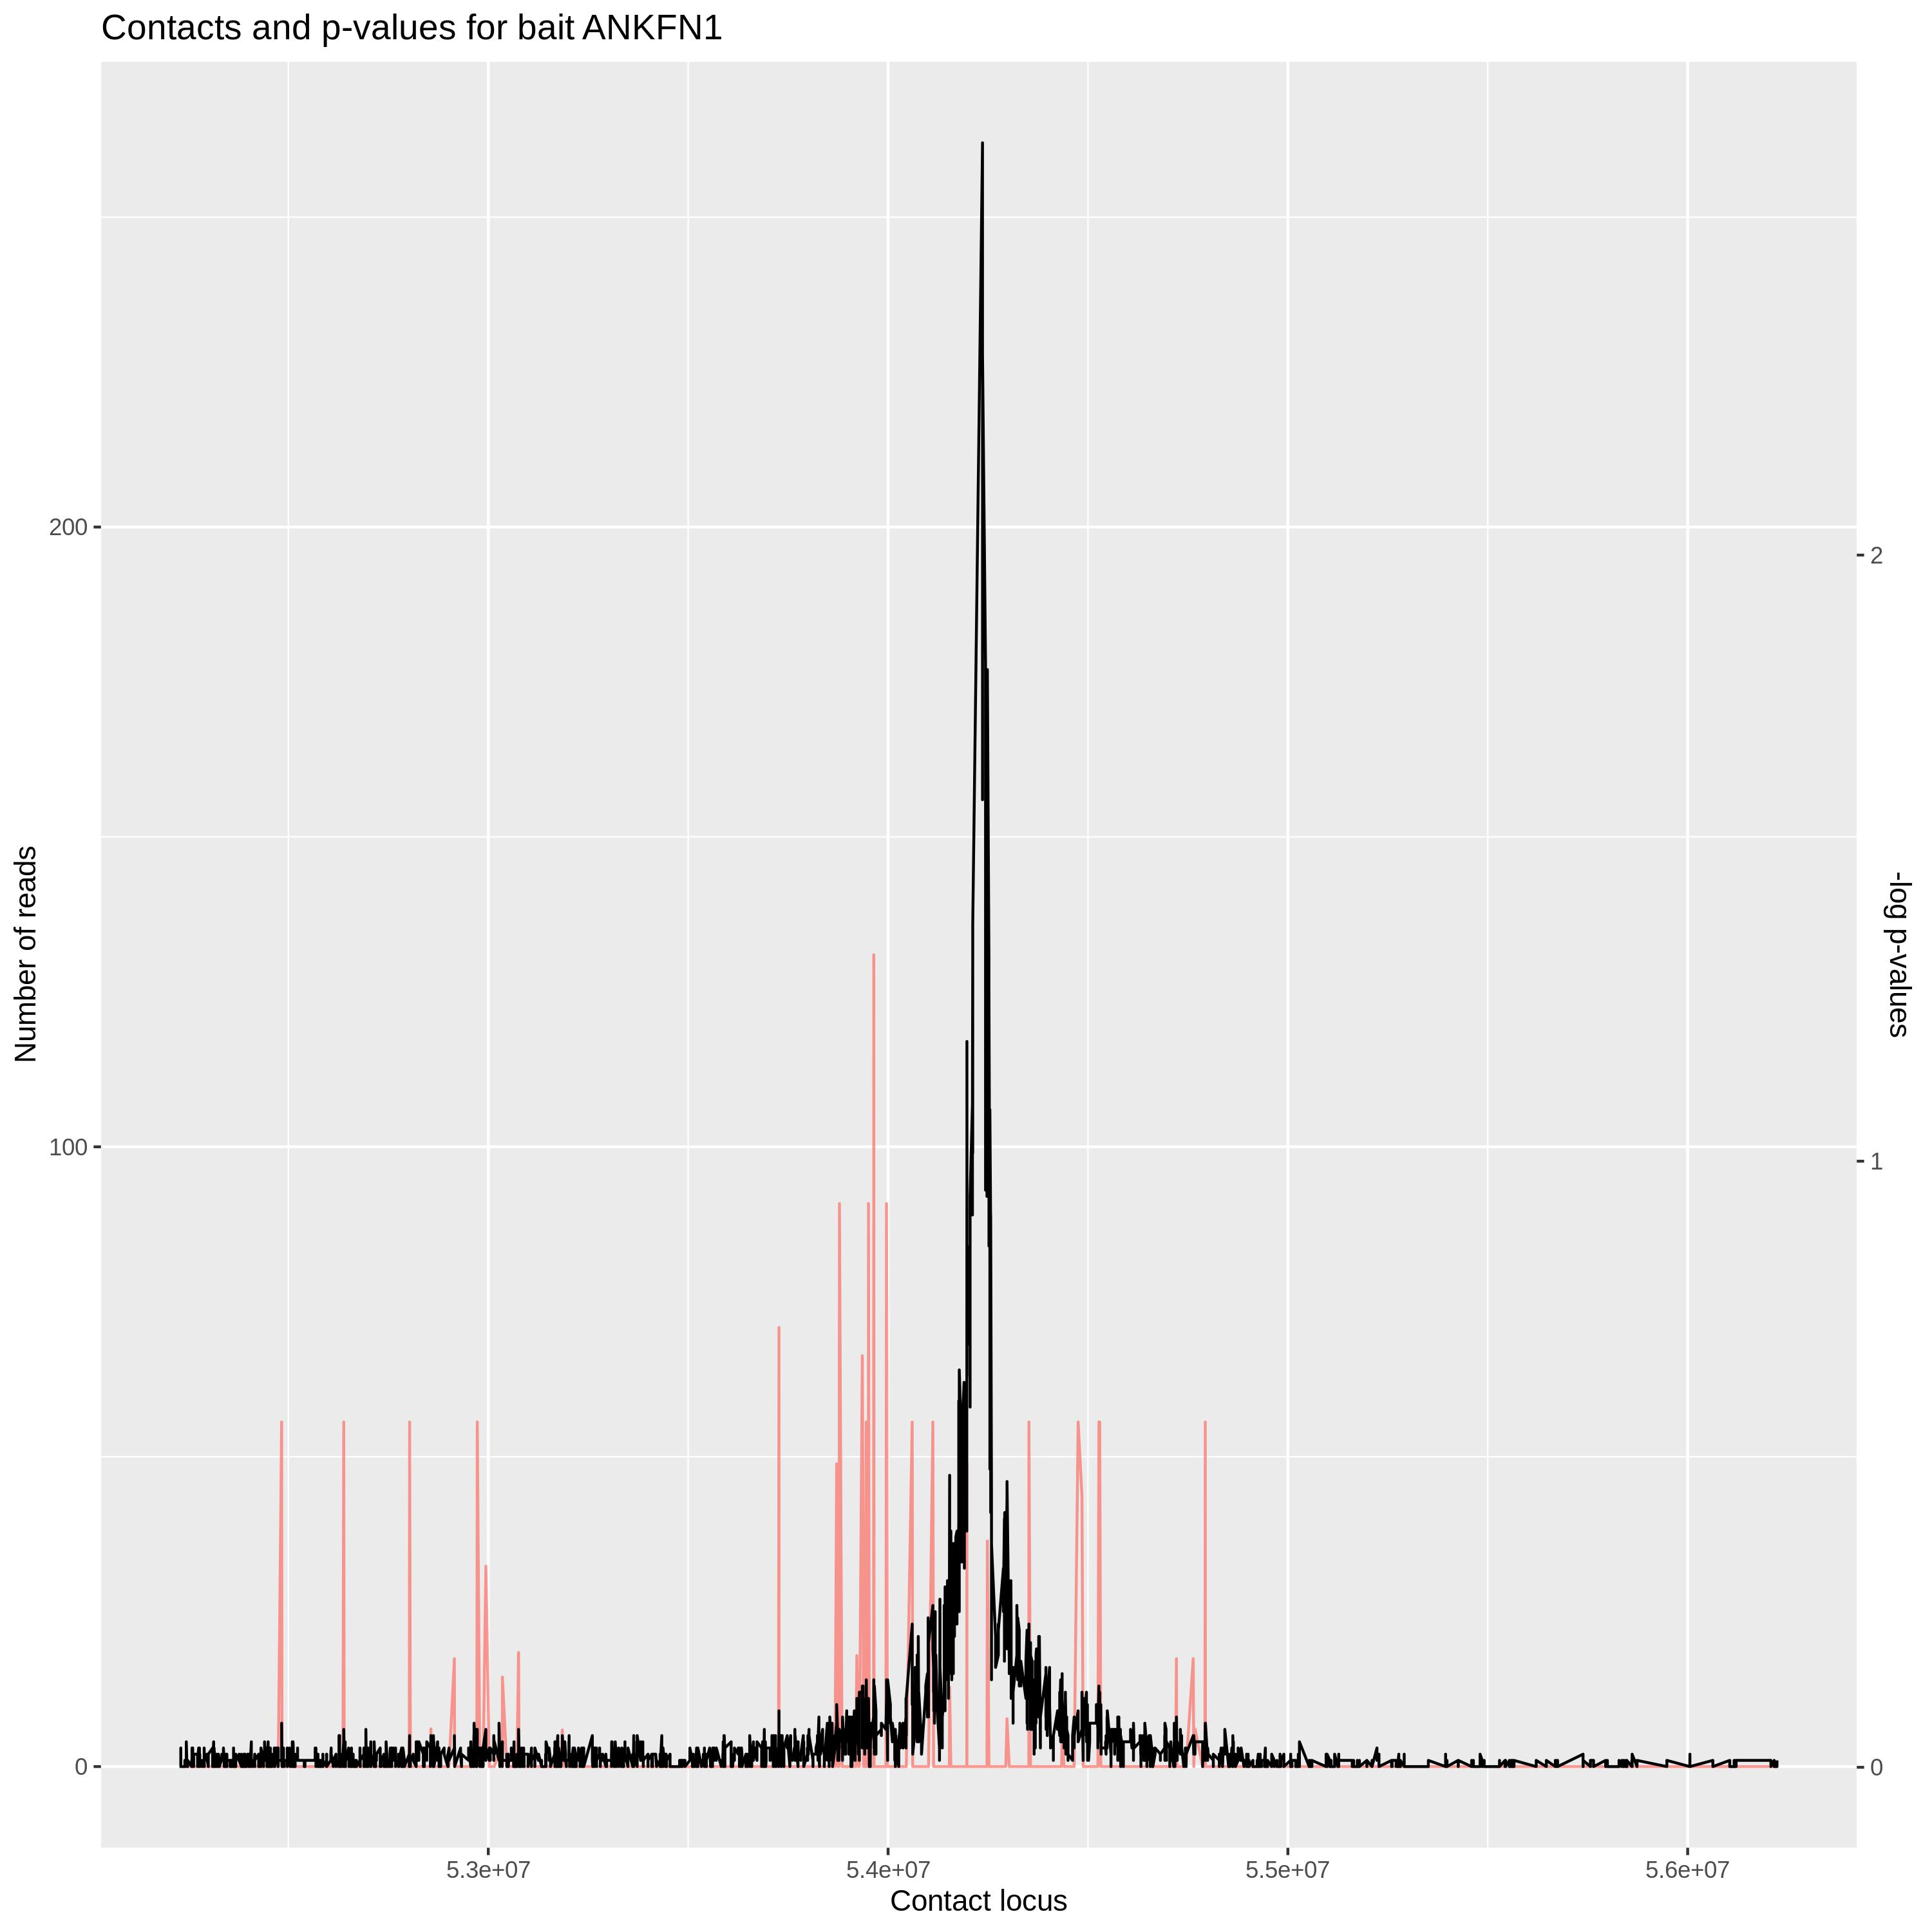 Contacts and p-values for bait ANKFN1
Number of reads
200
100
0
2
1
0
-log p-values
5.3e+07
5.4e+07
5.5e+07
5.6e+07
Contact locus